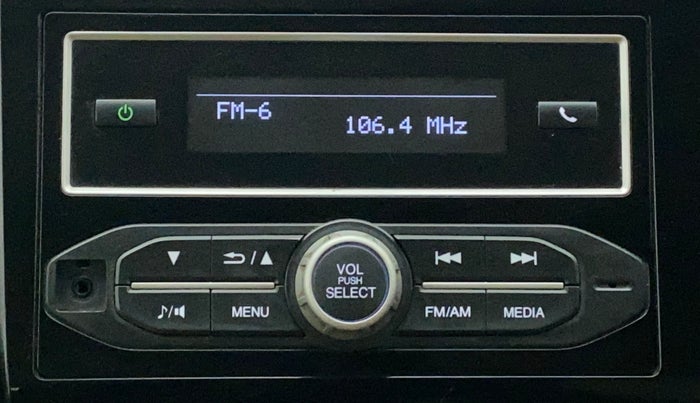 FM-6
106.4 MHz
VOL
PUSH
SELECT
MENU
FM/AM
MEDIA